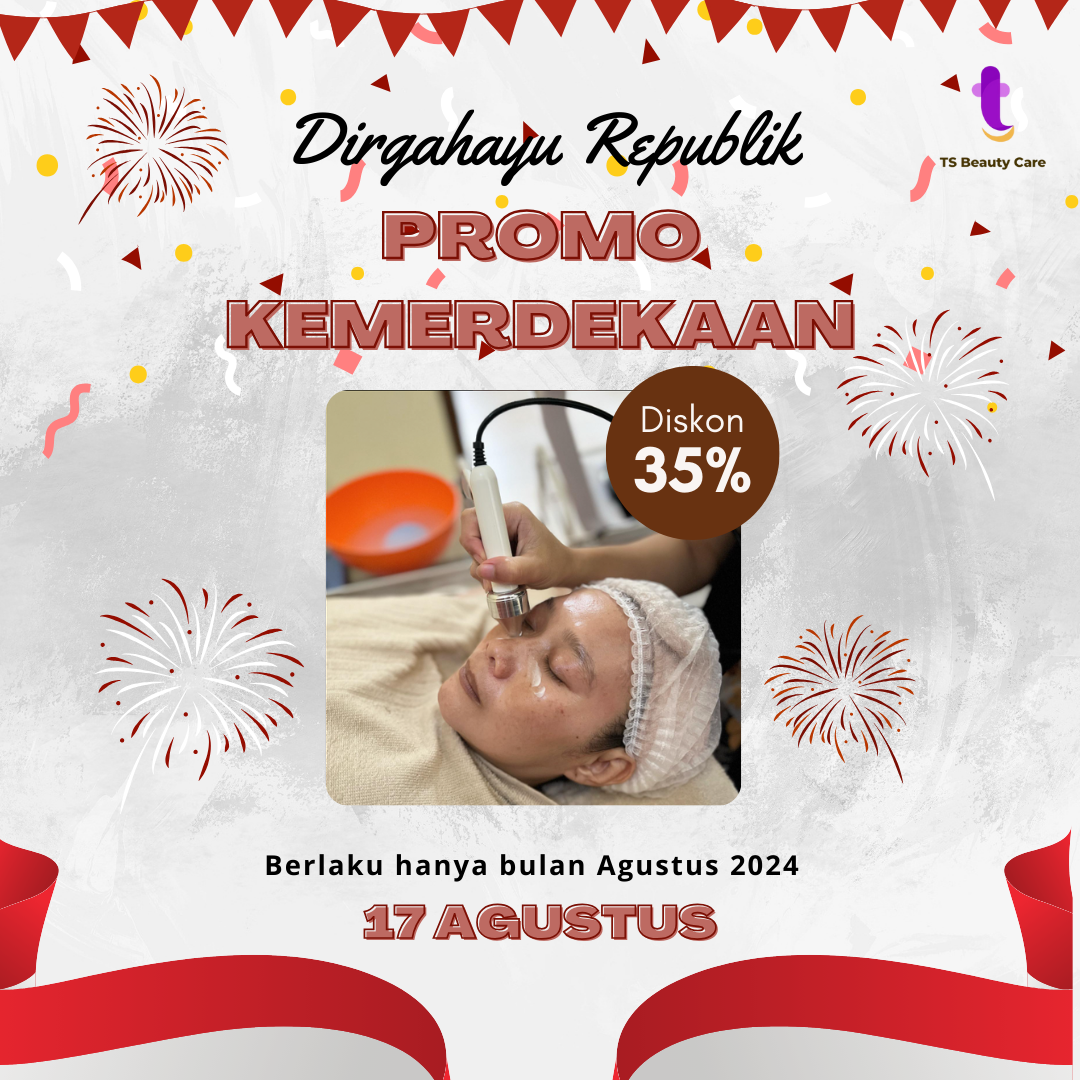 Dirgahayu Republik
t
TS Beauty Care
PROMO
KEMERDEKAAN
Diskon
35%
Berlaku hanya bulan Agustus 2024
17 AGUSTUS